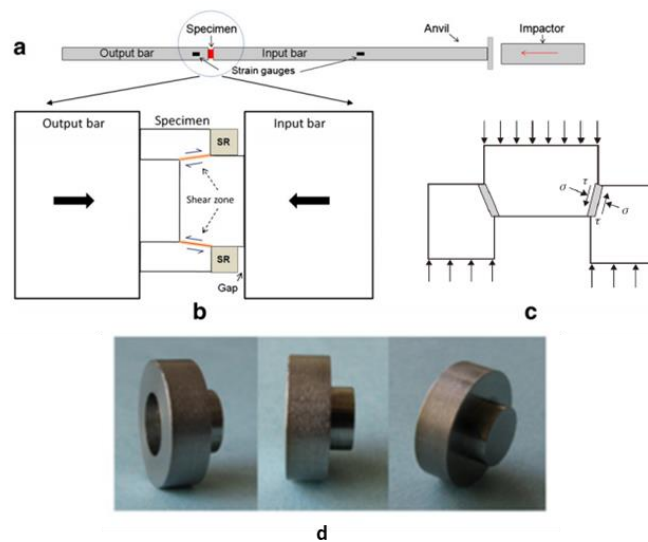 a
Specimen
Output bar
Input bar
Anvil
Impactor
Strain gauges
Output bar
Specimen
Input bar
SR
Shear zone
SR
Gap
b
σ
τ
τ
σ
c
d